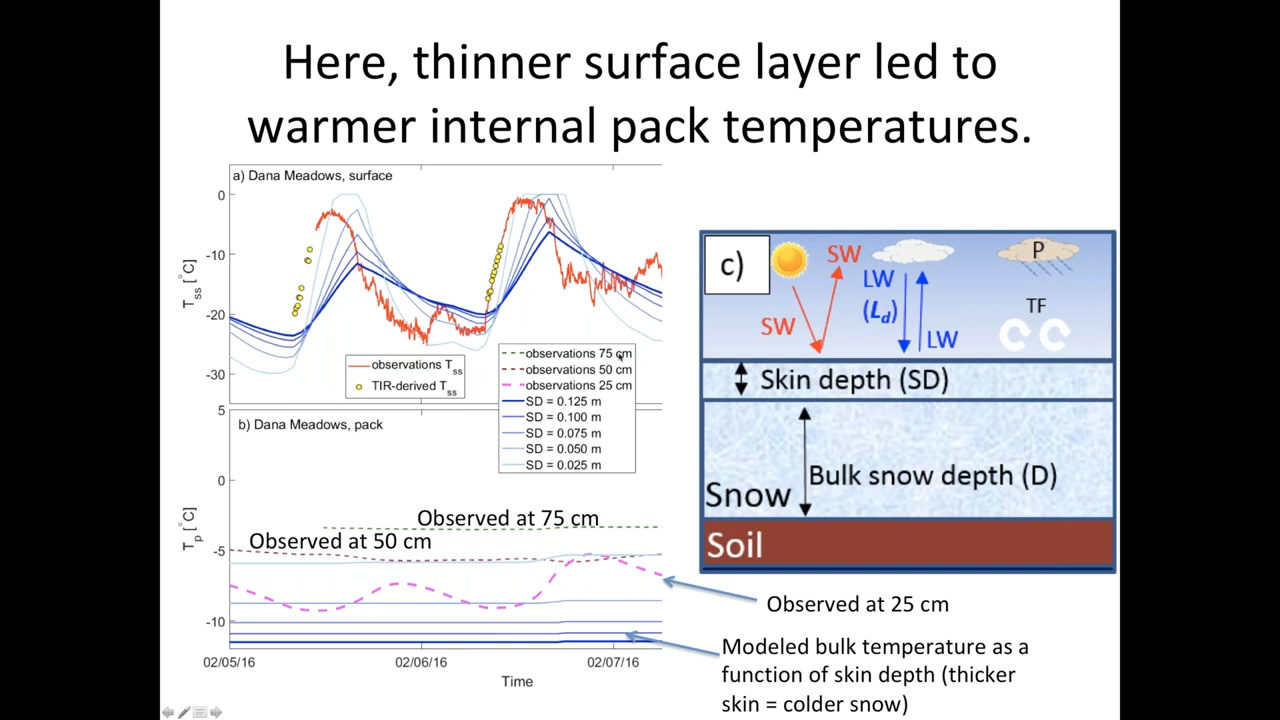 Here, thinner surface layer led to
warmer internal pack temperatures.
a) Dana Meadows, surface
0
-10
-20
-30
T_ss [°C]
observations T_ss
TIR-derived T_ss
observations 75 cm
observations 50 cm
observations 25 cm
SD = 0.125 m
SD = 0.100 m
SD = 0.075 m
SD = 0.050 m
SD = 0.025 m
b) Dana Meadows, pack
5
0
-5
-10
T_p [°C]
Observed at 75 cm
Observed at 50 cm
02/05/16
02/06/16
02/07/16
Time
c)
SW
SW
LW
(L_d)
LW
P
TF
Skin depth (SD)
Bulk snow depth (D)
Snow
Soil
Observed at 25 cm
Modeled bulk temperature as a
function of skin depth (thicker
skin = colder snow)